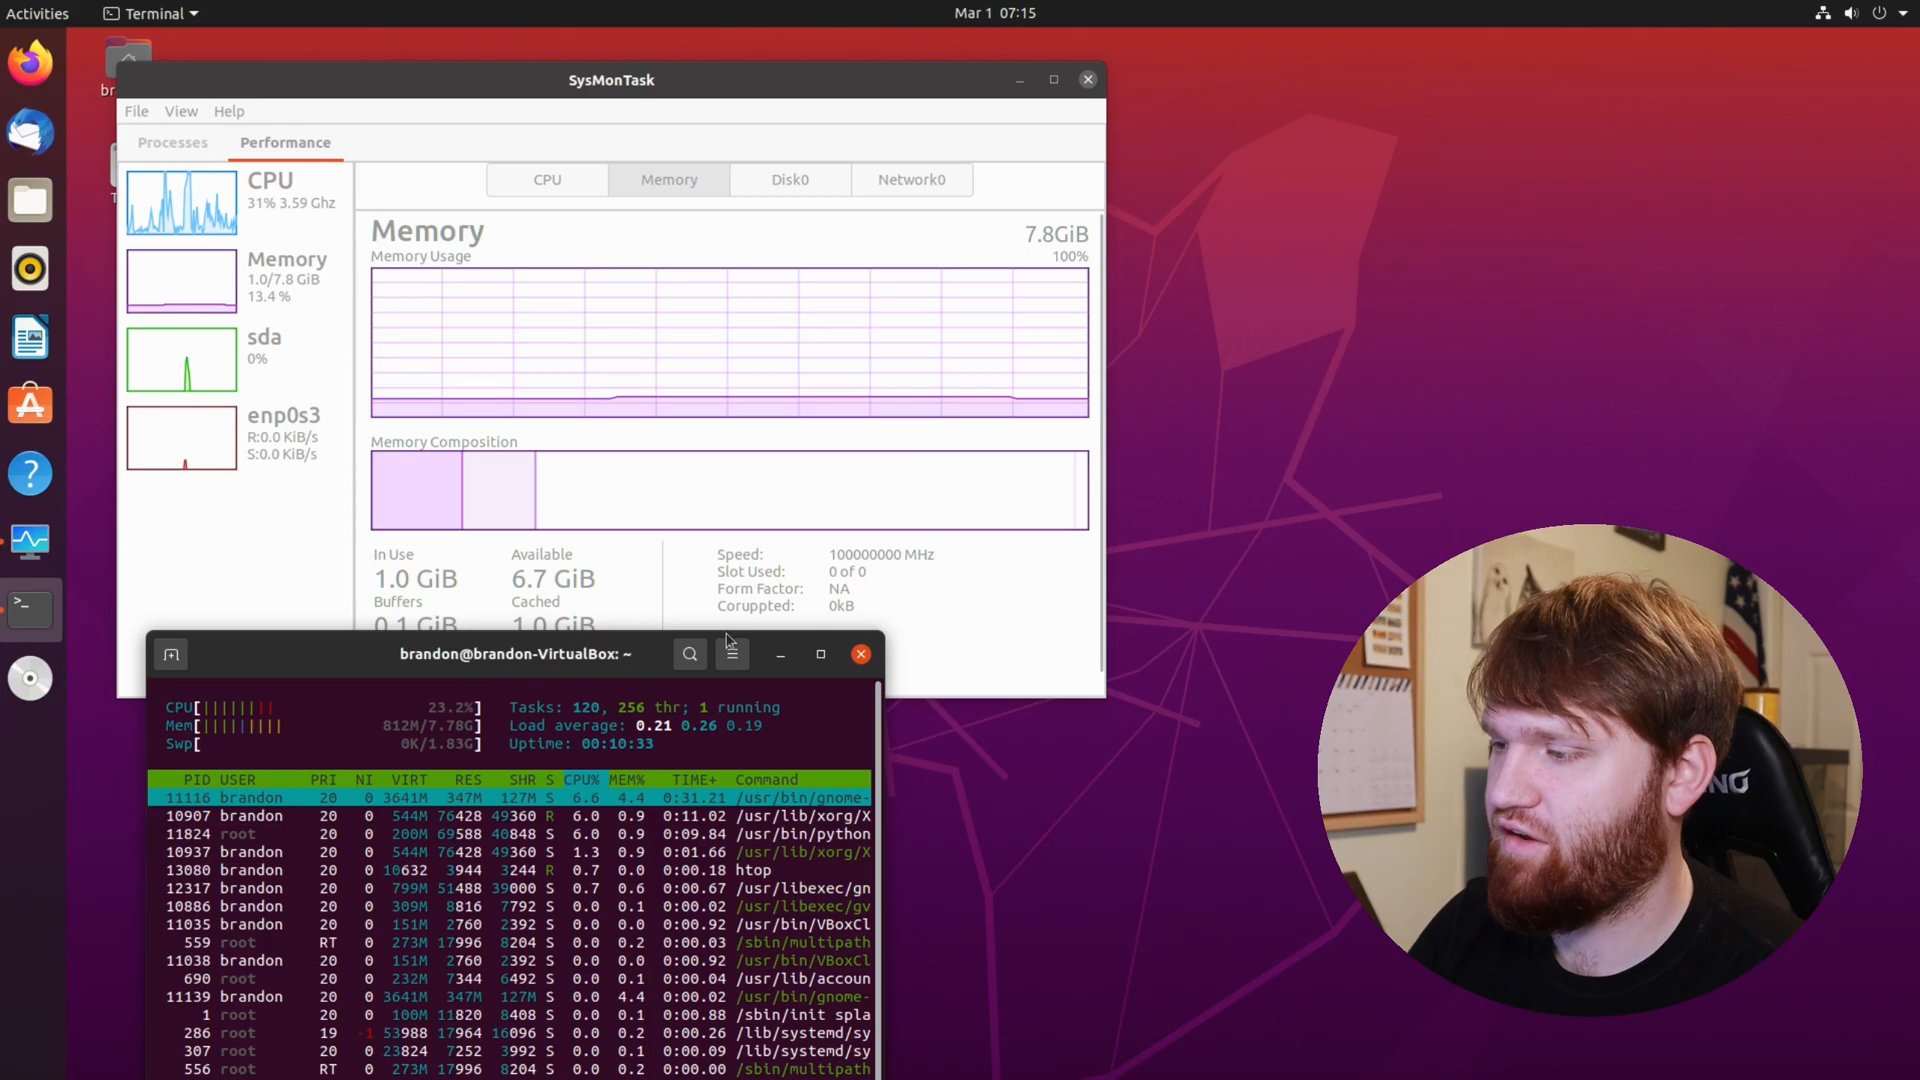 Activities
Terminal
Mar 1 07:15
SysMonTask
File View Help
Processes Performance
CPU
31% 3.59 Ghz
Memory
1.0/7.8 GiB
13.4 %
sda
0%
enp0s3
R:0.0 KiB/s
S:0.0 KiB/s
CPU Memory Disk0 Network0
Memory 7.8GiB
Memory Usage 100%
Memory Composition
In Use Available
1.0 GiB 6.7 GiB
Buffers Cached
0.1 GiB 1.0 GiB
Speed: 100000000 MHz
Slot Used: 0 of 0
Form Factor: NA
Coruppted: 0kB
brandon@brandon-VirtualBox: ~
CPU[|||||||| 23.2%] Tasks: 120, 256 thr; 1 running
Mem[||||||||| 812M/7.78G] Load average: 0.21 0.26 0.19
Swp[ 0K/1.83G] Uptime: 00:10:33
PID USER PRI NI VIRT RES SHR S CPU% MEM% TIME+ Command
11116 brandon 20 0 3641M 347M 127M S 6.6 4.4 0:31.21 /usr/bin/gnome-
10907 brandon 20 0 544M 76428 49360 R 6.0 0.9 0:11.02 /usr/lib/xorg/X
11824 root 20 0 200M 69588 40848 S 6.0 0.9 0:09.84 /usr/bin/python
10937 brandon 20 0 544M 76428 49360 S 1.3 0.9 0:01.66 /usr/lib/xorg/X
13080 brandon 20 0 10632 3944 3244 R 0.7 0.0 0:00.18 htop
12317 brandon 20 0 799M 51488 39000 S 0.7 0.6 0:00.67 /usr/libexec/gn
10886 brandon 20 0 309M 8816 7792 S 0.0 0.1 0:00.02 /usr/libexec/gv
11035 brandon 20 0 151M 2760 2392 S 0.0 0.0 0:00.92 /usr/bin/VBoxCl
559 root RT 0 273M 17996 8204 S 0.0 0.2 0:00.03 /sbin/multipath
11038 brandon 20 0 151M 2760 2392 S 0.0 0.0 0:00.92 /usr/bin/VBoxCl
690 root 20 0 232M 7344 6492 S 0.0 0.1 0:00.04 /usr/lib/accoun
11139 brandon 20 0 3641M 347M 127M S 0.0 4.4 0:00.02 /usr/bin/gnome-
1 root 20 0 100M 11820 8408 S 0.0 0.1 0:00.88 /sbin/init spla
286 root 19 -1 53988 17964 16096 S 0.0 0.2 0:00.26 /lib/systemd/sy
307 root 20 0 23824 7252 3992 S 0.0 0.1 0:00.09 /lib/systemd/sy
556 root RT 0 273M 17996 8204 S 0.0 0.2 0:00.00 /sbin/multipath